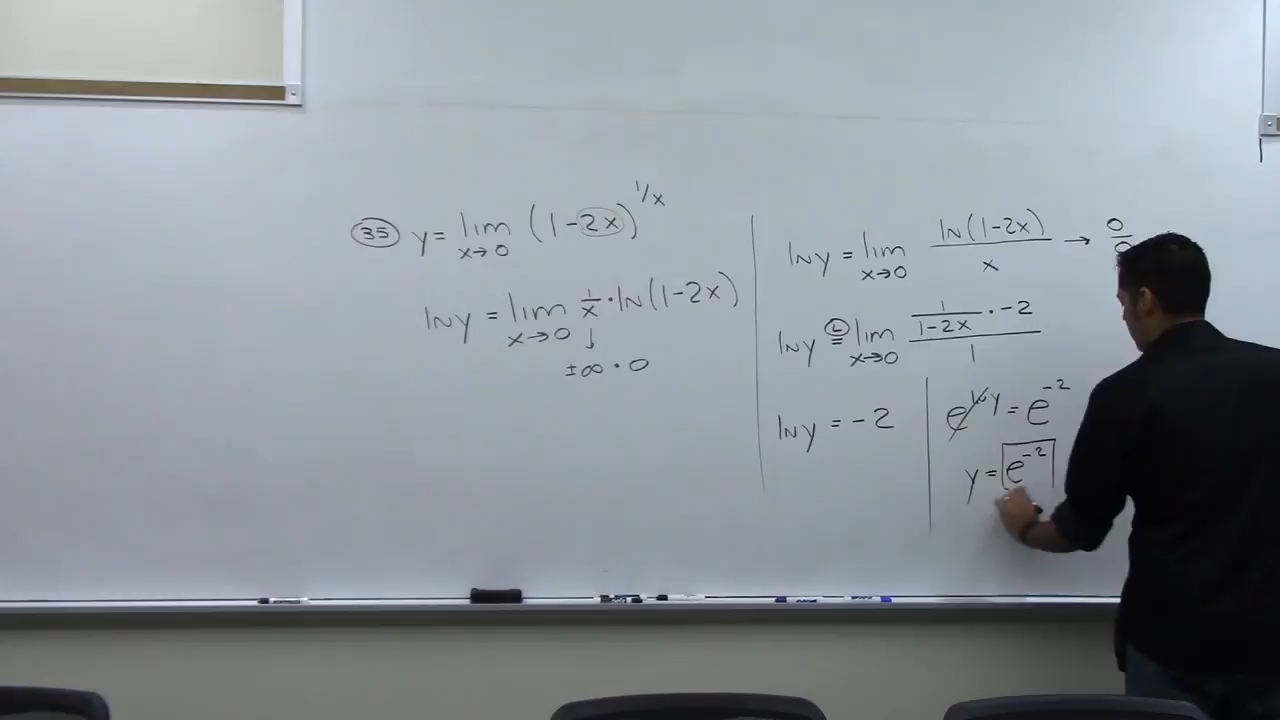 35 y = lim x→0 (1-2x)^1/x
ln y = lim x→0 1/x · ln(1-2x)
↓
±∞ · 0
ln y = lim x→0 ln(1-2x)/x → 0/0
ln y (L)= lim x→0 (1/(1-2x) · -2)/1
ln y = -2
e^ln y = e^-2
y = e^-2